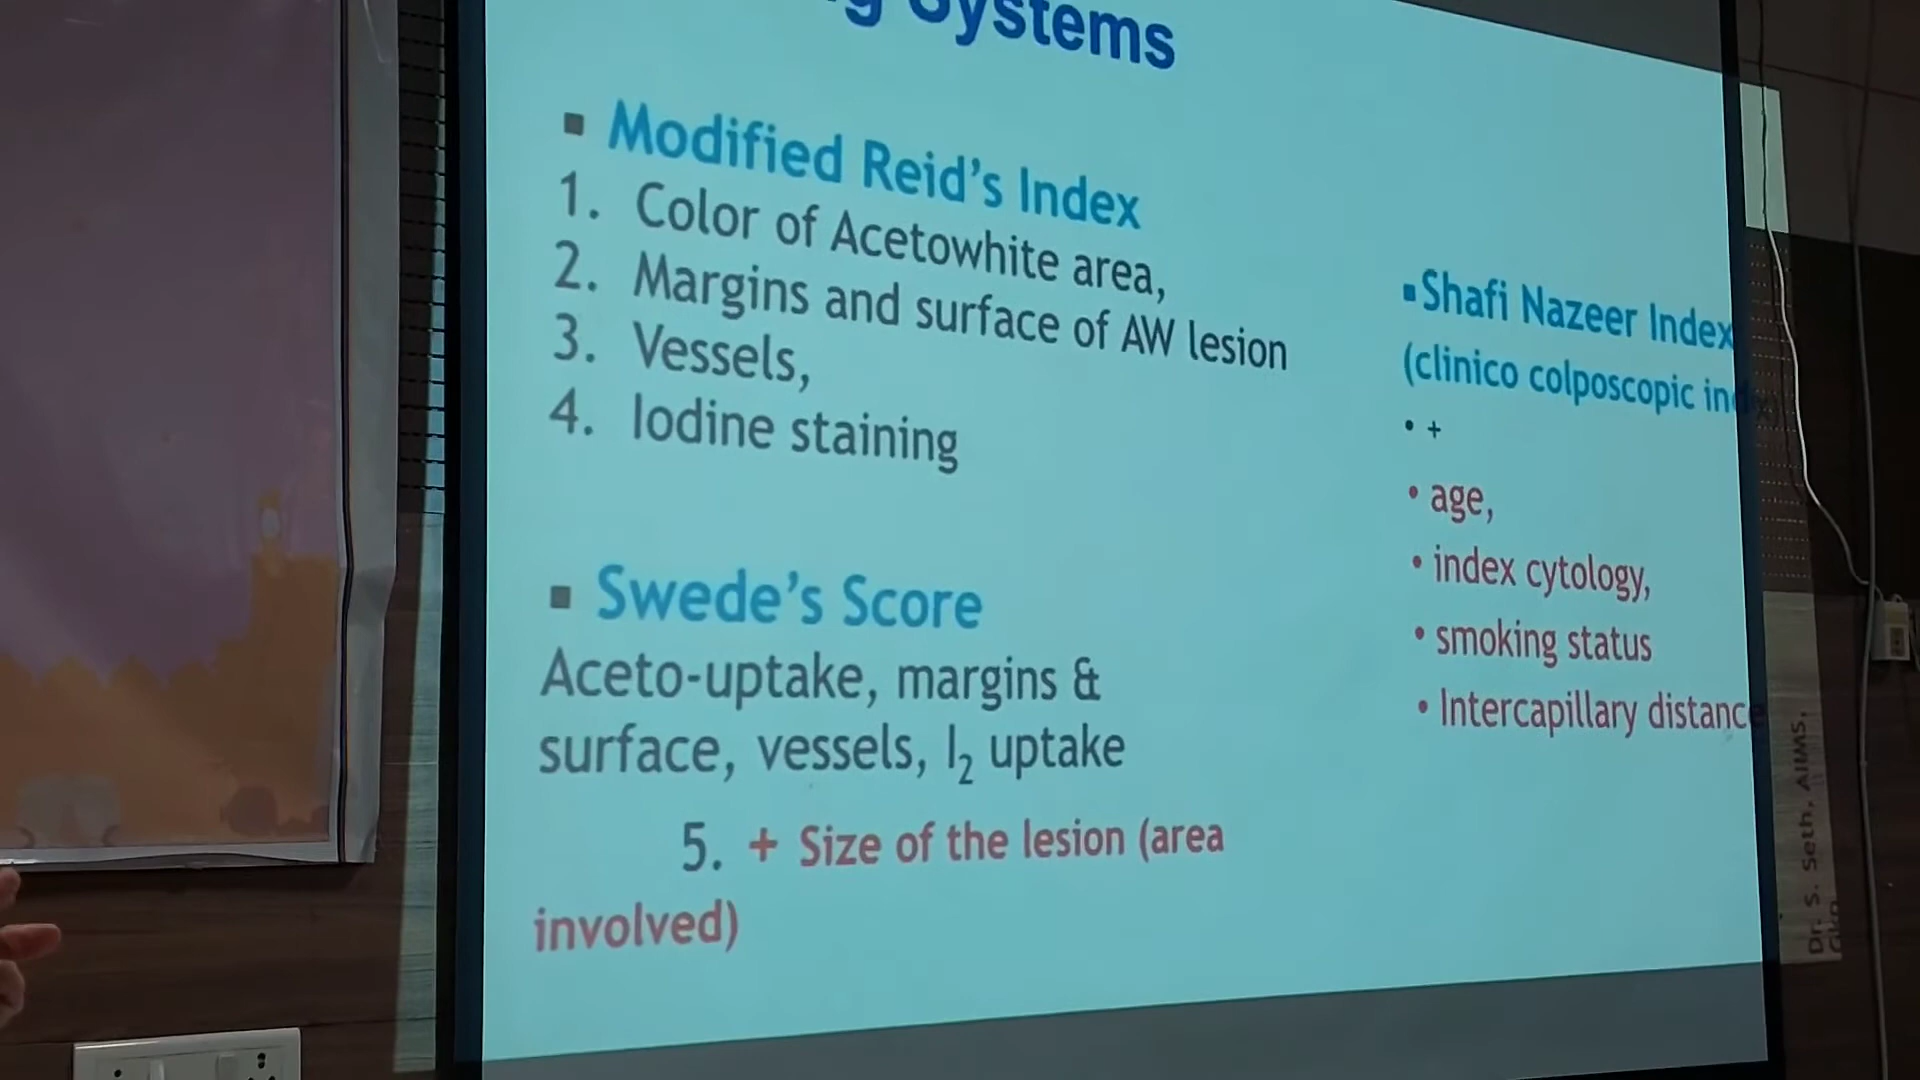 Systems
▪ Modified Reid's Index
1. Color of Acetowhite area,
2. Margins and surface of AW lesion
3. Vessels,
4. Iodine staining
▪ Swede's Score
Aceto-uptake, margins &
surface, vessels, I₂ uptake
5. + Size of the lesion (area
involved)
▪ Shafi Nazeer Index
(clinico colposcopic
• +
• age,
• index cytology,
• smoking status
• Intercapillary distance
Dr. S. Seth, AIIMS,